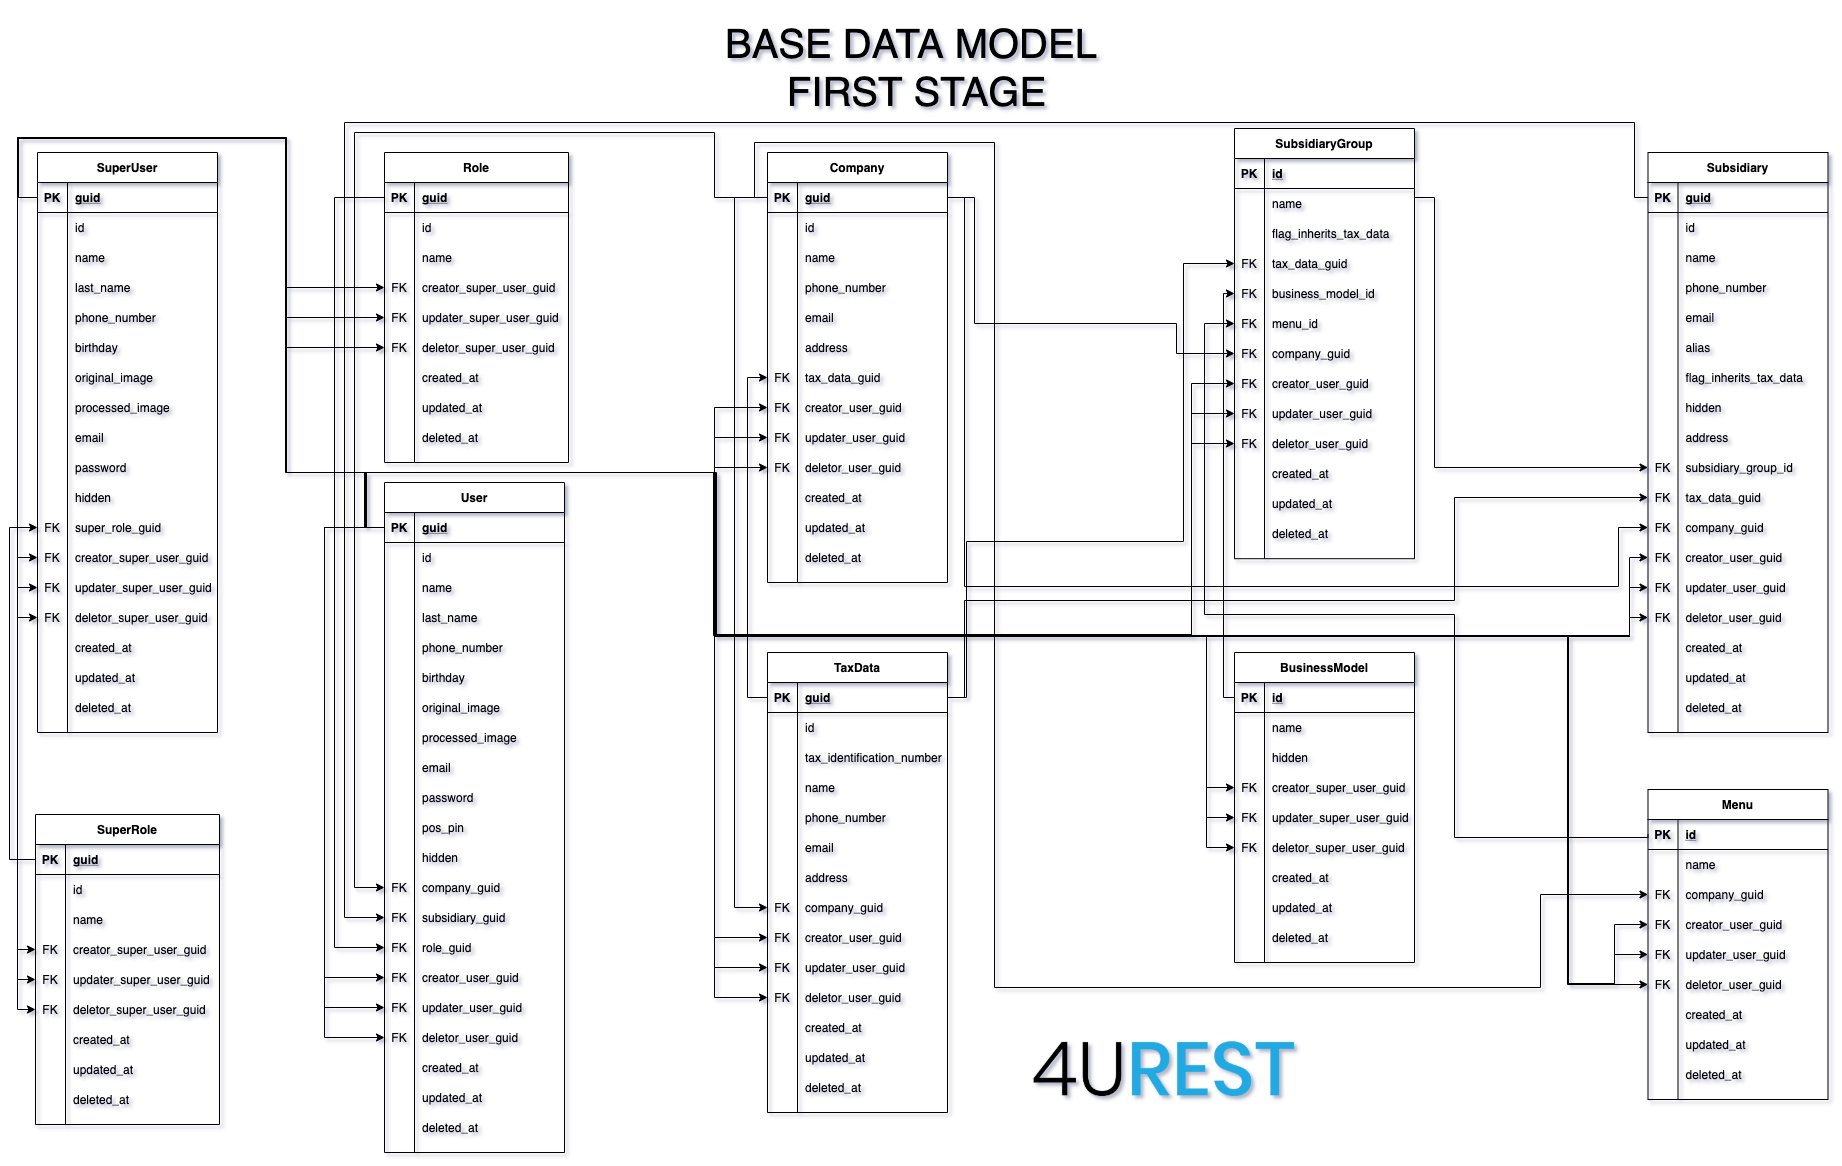 BASE DATA MODEL
FIRST STAGE
SuperUser
PK guid
id
name
last_name
phone_number
birthday
original_image
processed_image
email
password
hidden
FK super_role_guid
FK creator_super_user_guid
FK updater_super_user_guid
FK deletor_super_user_guid
created_at
updated_at
deleted_at
SuperRole
PK guid
id
name
FK creator_super_user_guid
FK updater_super_user_guid
FK deletor_super_user_guid
created_at
updated_at
deleted_at
Role
PK guid
id
name
FK creator_super_user_guid
FK updater_super_user_guid
FK deletor_super_user_guid
created_at
updated_at
deleted_at
User
PK guid
id
name
last_name
phone_number
birthday
original_image
processed_image
email
password
pos_pin
hidden
FK company_guid
FK subsidiary_guid
FK role_guid
FK creator_user_guid
FK updater_user_guid
FK deletor_user_guid
created_at
updated_at
deleted_at
Company
PK guid
id
name
phone_number
email
address
FK tax_data_guid
FK creator_user_guid
FK updater_user_guid
FK deletor_user_guid
created_at
updated_at
deleted_at
TaxData
PK guid
id
tax_identification_number
name
phone_number
email
address
FK company_guid
FK creator_user_guid
FK updater_user_guid
FK deletor_user_guid
created_at
updated_at
deleted_at
SubsidiaryGroup
PK id
name
flag_inherits_tax_data
FK tax_data_guid
FK business_model_id
FK menu_id
FK company_guid
FK creator_user_guid
FK updater_user_guid
FK deletor_user_guid
created_at
updated_at
deleted_at
BusinessModel
PK id
name
hidden
FK creator_super_user_guid
FK updater_super_user_guid
FK deletor_super_user_guid
created_at
updated_at
deleted_at
Subsidiary
PK guid
id
name
phone_number
email
alias
flag_inherits_tax_data
hidden
address
FK subsidiary_group_id
FK tax_data_guid
FK company_guid
FK creator_user_guid
FK updater_user_guid
FK deletor_user_guid
created_at
updated_at
deleted_at
Menu
PK id
name
FK company_guid
FK creator_user_guid
FK updater_user_guid
FK deletor_user_guid
created_at
updated_at
deleted_at
4UREST